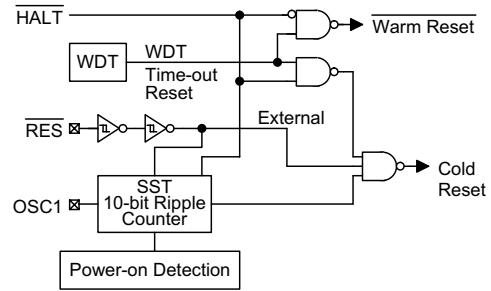 HALT
Warm Reset
WDT
WDT
Time-out
Reset
RES
External
Cold
Reset
SST
10-bit Ripple
Counter
OSC1
Power-on Detection